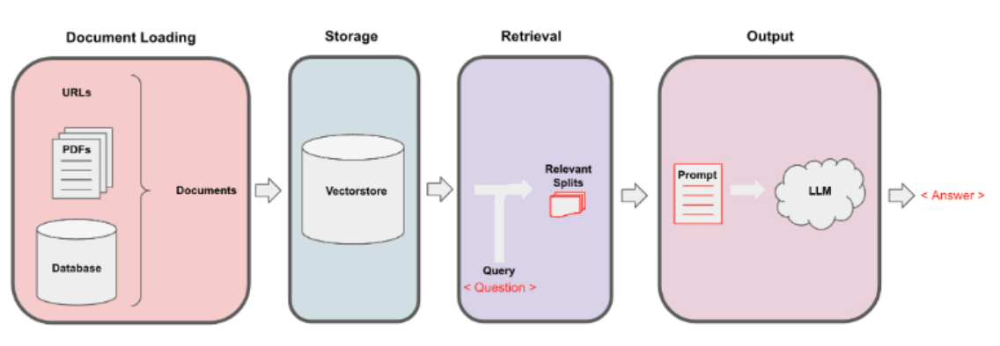 Document Loading
Storage
Retrieval
Output
URLs
PDFs
Documents
Database
Vectorstore
Relevant
Splits
Query
< Question >
Prompt
LLM
< Answer >